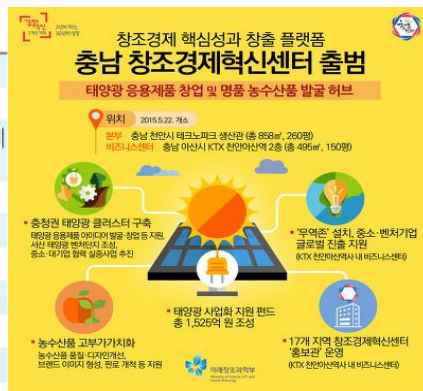 창조경제 핵심성과 창출 플랫폼
충남 창조경제혁신센터 출범
태양광 응용제품 창업 및 명품 농수산품 발굴 허브
위치 2015.5.22. 개소
본부 충남 천안시 테크노파크 생산관 (총 858㎡, 260평)
비즈니스센터 충남 아산시 KTX 천안아산역 2층 (총 495㎡, 150평)
충청권 태양광 클러스터 구축
태양광 응용제품 아이디어 발굴·창업 등 지원,
서산 태양광 벤처단지 조성,
중소·대기업 협력 실증사업 추진
'무역존' 설치, 중소·벤처기업
글로벌 진출 지원
(KTX 천안아산역사 내 비즈니스센터)
농수산품 고부가가치화
농수산품 품질·디자인개선,
브랜드 이미지 형성, 판로 개척 등 지원
태양광 사업화 지원 펀드
총 1,525억 원 조성
17개 지역 창조경제혁신센터
'홍보관' 운영
(KTX 천안아산역사 내 비즈니스센터)
미래창조과학부